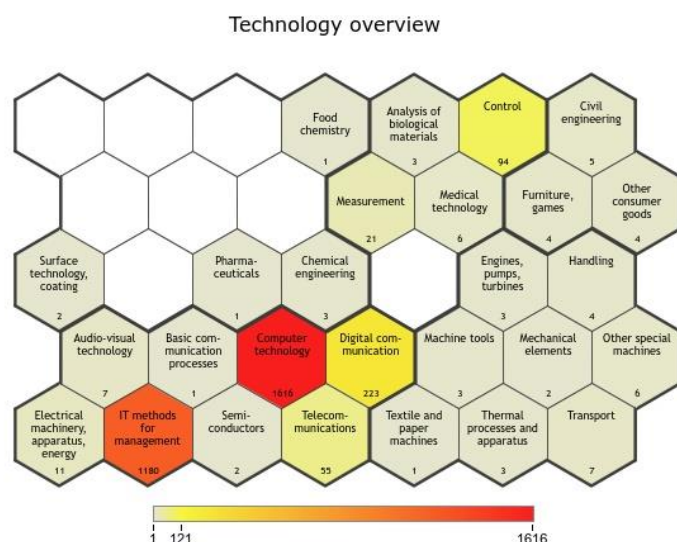 Technology overview
Food
chemistry
1
Analysis of
biological
materials
3
Control
94
Civil
engineering
5
Measurement
21
Medical
technology
6
Furniture,
games
4
Other
consumer
goods
4
Surface
technology,
coating
2
Pharma-
ceuticals
1
Chemical
engineering
3
Engines,
pumps,
turbines
3
Handling
4
Audio-visual
technology
7
Basic com-
munication
processes
1
Computer
technology
1616
Digital com-
munication
223
Machine tools
3
Mechanical
elements
2
Other special
machines
6
Electrical
machinery,
apparatus,
energy
11
IT methods
for
management
1180
Semi-
conductors
2
Telecom-
munications
55
Textile and
paper
machines
1
Thermal
processes and
apparatus
3
Transport
7
1 121 1616